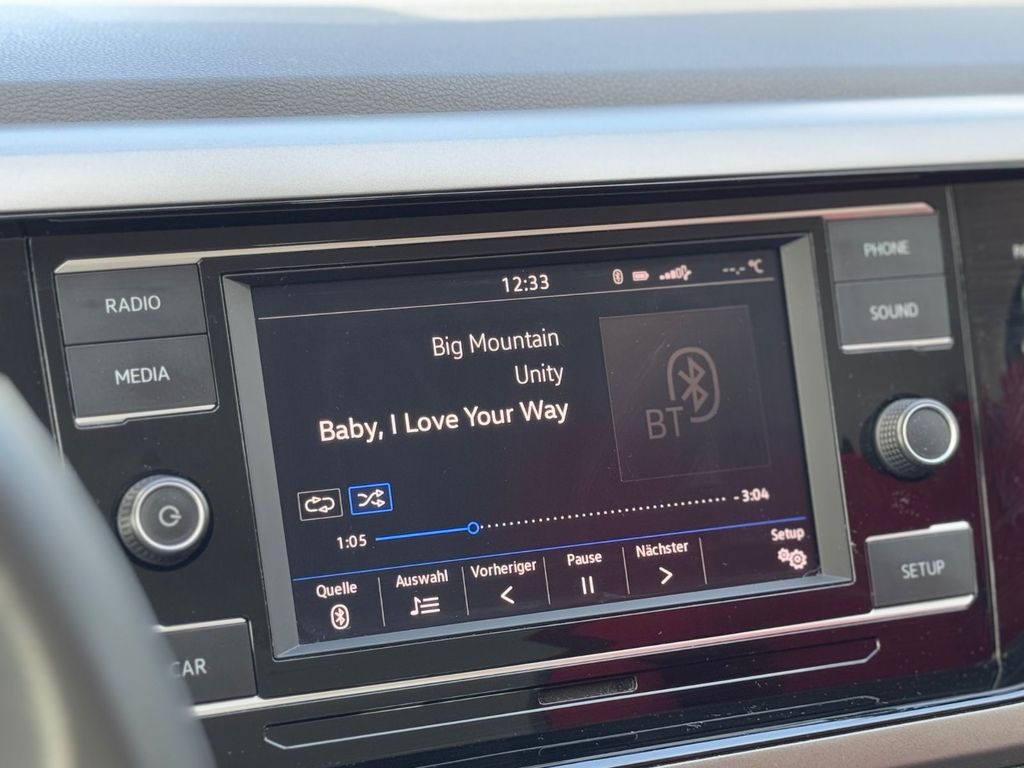 RADIO
MEDIA
CAR
12:33
--,- °C
Big Mountain
Unity
Baby, I Love Your Way
BT
1:05
-3:04
Quelle
Auswahl
Vorheriger
Pause
Nächster
Setup
PHONE
SOUND
SETUP